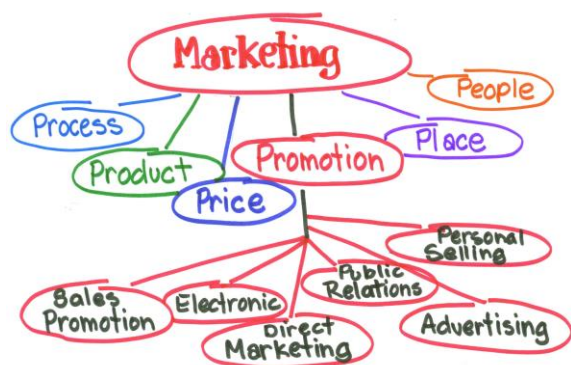 Marketing
People
Process
Place
Product
Promotion
Price
Personal
Selling
Public
Relations
Sales
Promotion
Electronic
Direct
Marketing
Advertising